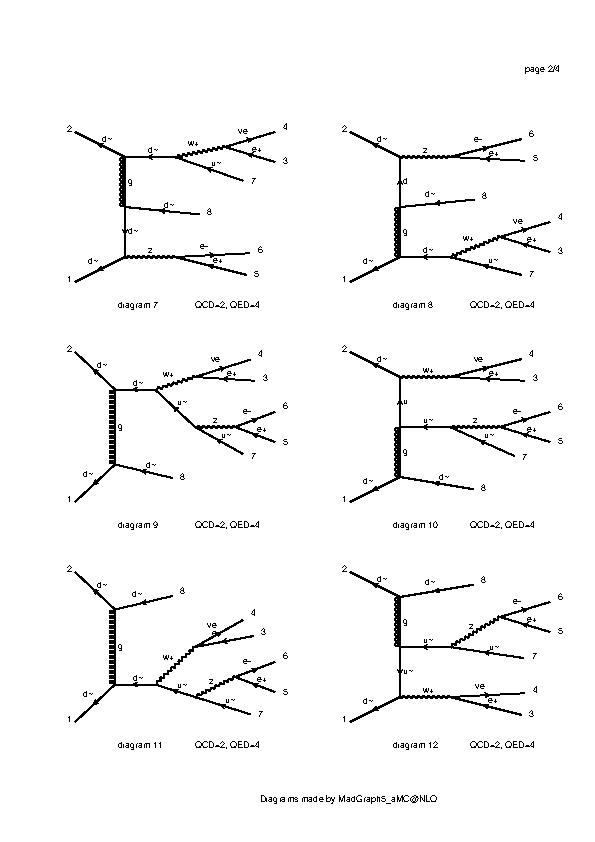 page 2/4
2 d~ d~ w+ ve 4
e+ 3
u~ 7
g
d~ 8
d~
z e- 6
e+ 5
1 d~
diagram 7 QCD=2, QED=4
2 d~ z e- 6
e+ 5
d
d~ 8
g
ve 4
w+ e+ 3
d~
u~ 7
1 d~
diagram 8 QCD=2, QED=4
2 d~ d~ w+ ve 4
e+ 3
u~
g
z e- 6
e+ 5
u~ 7
1 d~ d~ 8
diagram 9 QCD=2, QED=4
2 d~ w+ ve 4
e+ 3
u
u~ z e- 6
e+ 5
u~ 7
g
1 d~ d~ 8
diagram 10 QCD=2, QED=4
2 d~ d~ 8
g
ve 4
e+ 3
w+
e- 6
z e+ 5
d~ u~
u~ 7
1 d~
diagram 11 QCD=2, QED=4
2 d~ d~ 8
g
e- 6
z e+ 5
u~
u~ 7
u~
w+ ve 4
e+ 3
1 d~
diagram 12 QCD=2, QED=4
Diagrams made by MadGraph5_aMC@NLO